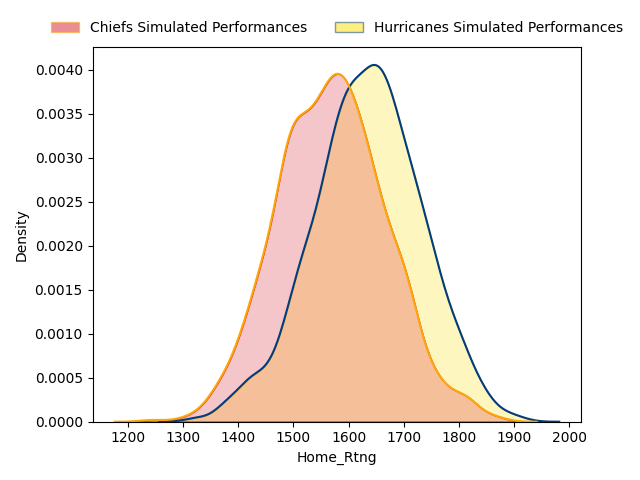 Chiefs Simulated Performances Hurricanes Simulated Performances
0.0040
0.0035
0.0030
0.0025
0.0020
0.0015
0.0010
0.0005
0.0000
Density
1200 1300 1400 1500 1600 1700 1800 1900 2000
Home_Rtng